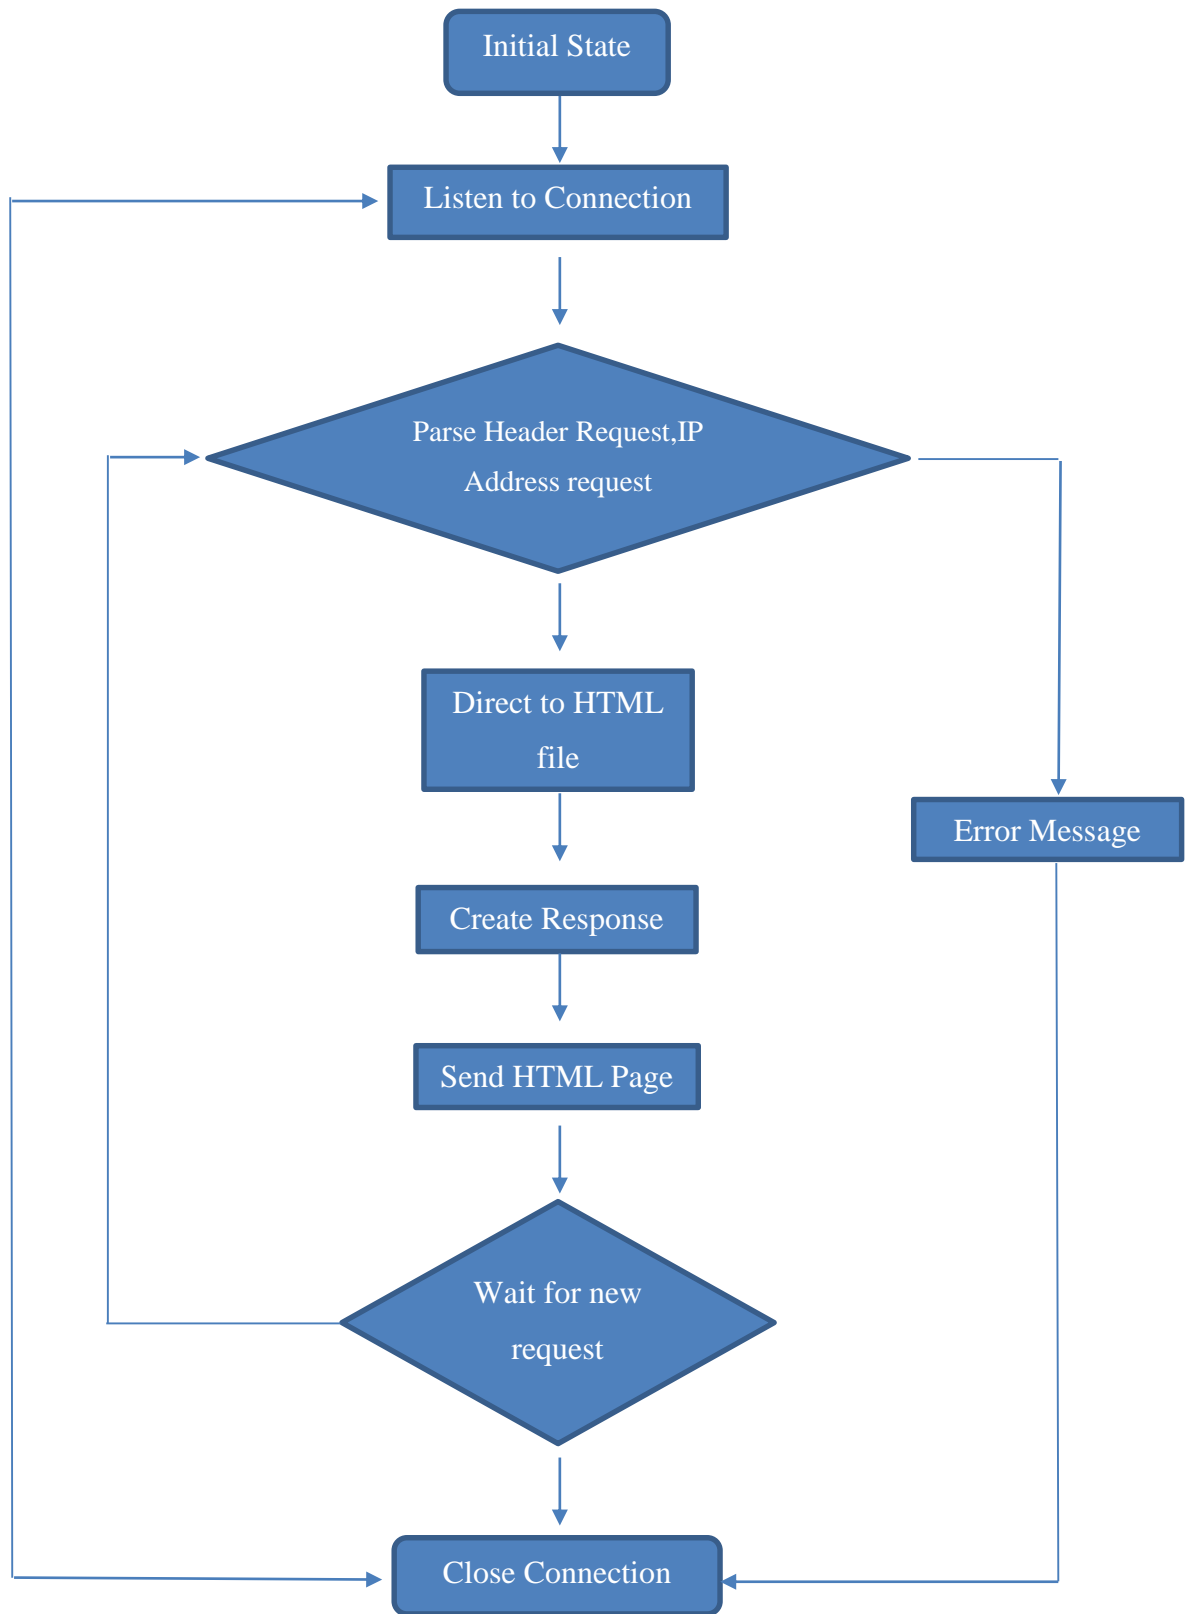 Initial State
Listen to Connection
Parse Header Request,IP
Address request
Direct to HTML
file
Error Message
Create Response
Send HTML Page
Wait for new
request
Close Connection